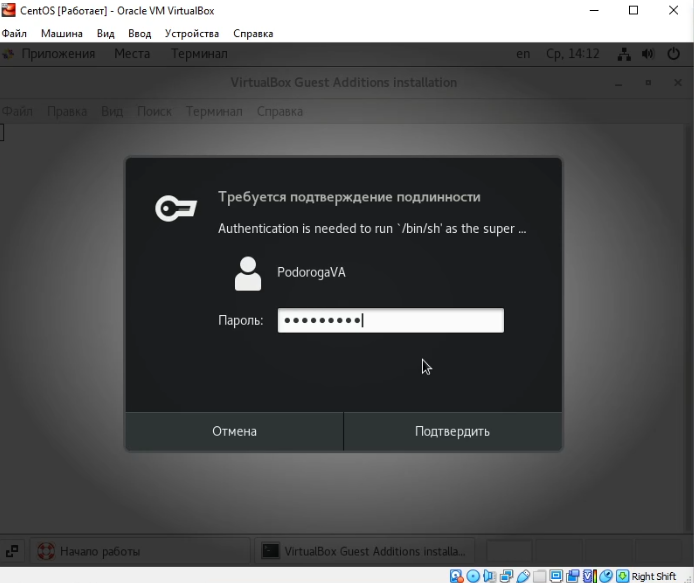 CentOS [Работает] - Oracle VM VirtualBox
Файл Машина Вид Ввод Устройства Справка
Приложения Места Терминал en Ср, 14:12
VirtualBox Guest Additions installation
Файл Правка Вид Поиск Терминал Справка
Требуется подтверждение подлинности
Authentication is needed to run `/bin/sh' as the super ...
PodorogaVA
Пароль: •••••••••
Отмена Подтвердить
Начало работы VirtualBox Guest Additions installa...
Right Shift